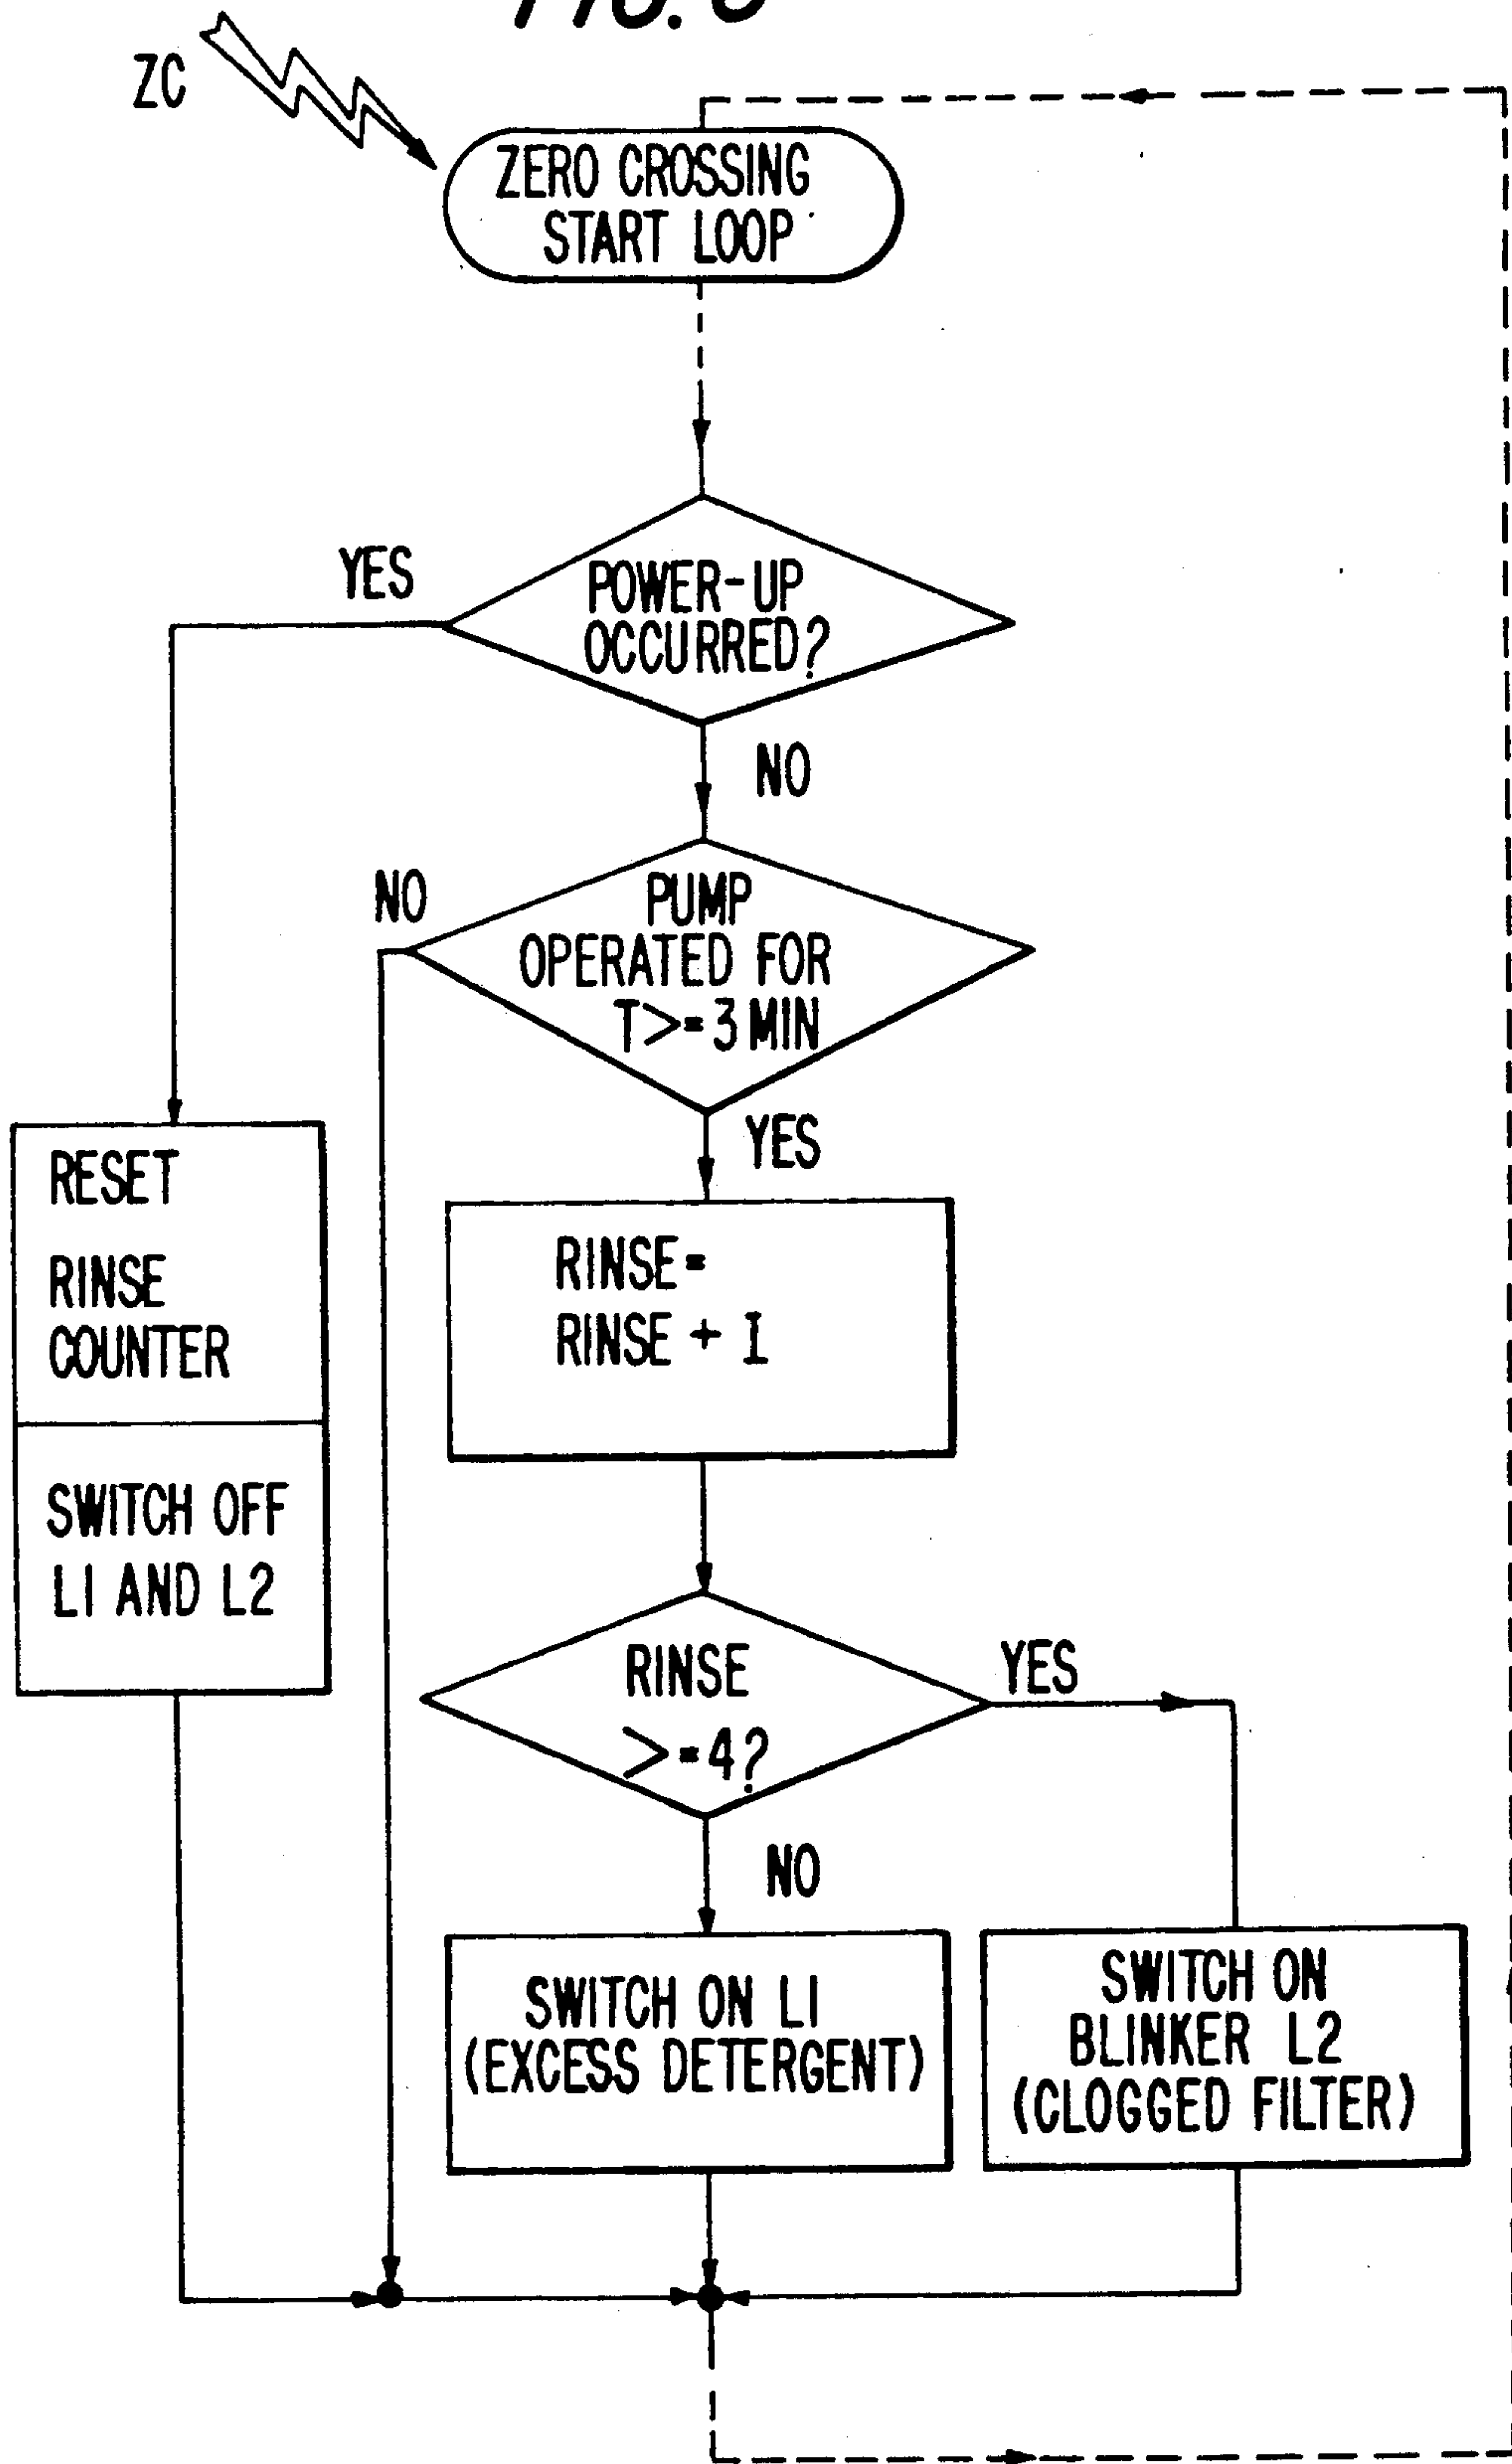 ZC
ZERO CROSSING
START LOOP
YES
POWER-UP
OCCURRED?
NO
NO
PUMP
OPERATED FOR
T>=3 MIN
YES
RESET
RINSE
COUNTER
SWITCH OFF
L1 AND L2
RINSE=
RINSE + I
RINSE
>=4?
YES
NO
SWITCH ON L1
(EXCESS DETERGENT)
SWITCH ON
BLINKER L2
(CLOGGED FILTER)